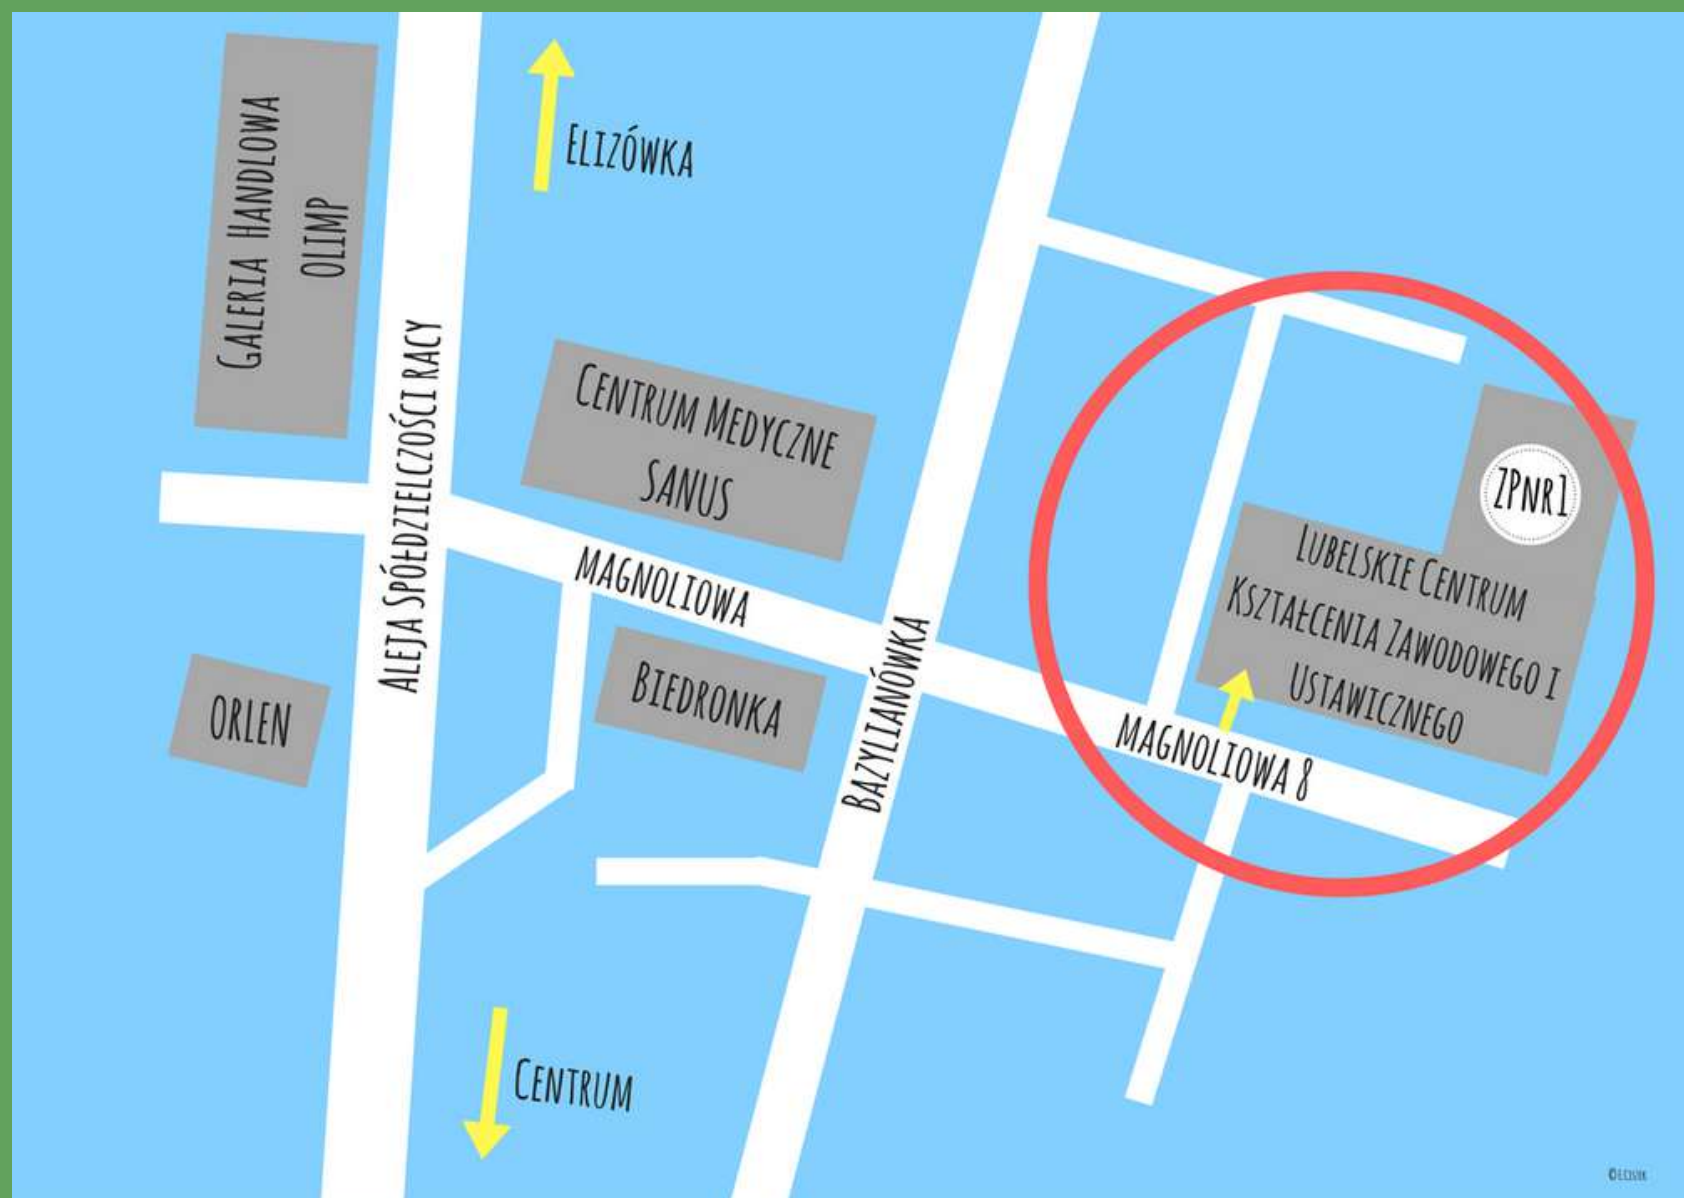 Galeria Handlowa
Olimp
Elizówka
Aleja Spółdzielczości racy
Centrum Medyczne
Sanus
Magnoliowa
Orlen
Biedronka
Bazylianówka
ZPnr1
Lubelskie Centrum
Kształcenia Zawodowego i
Ustawicznego
Magnoliowa 8
Centrum